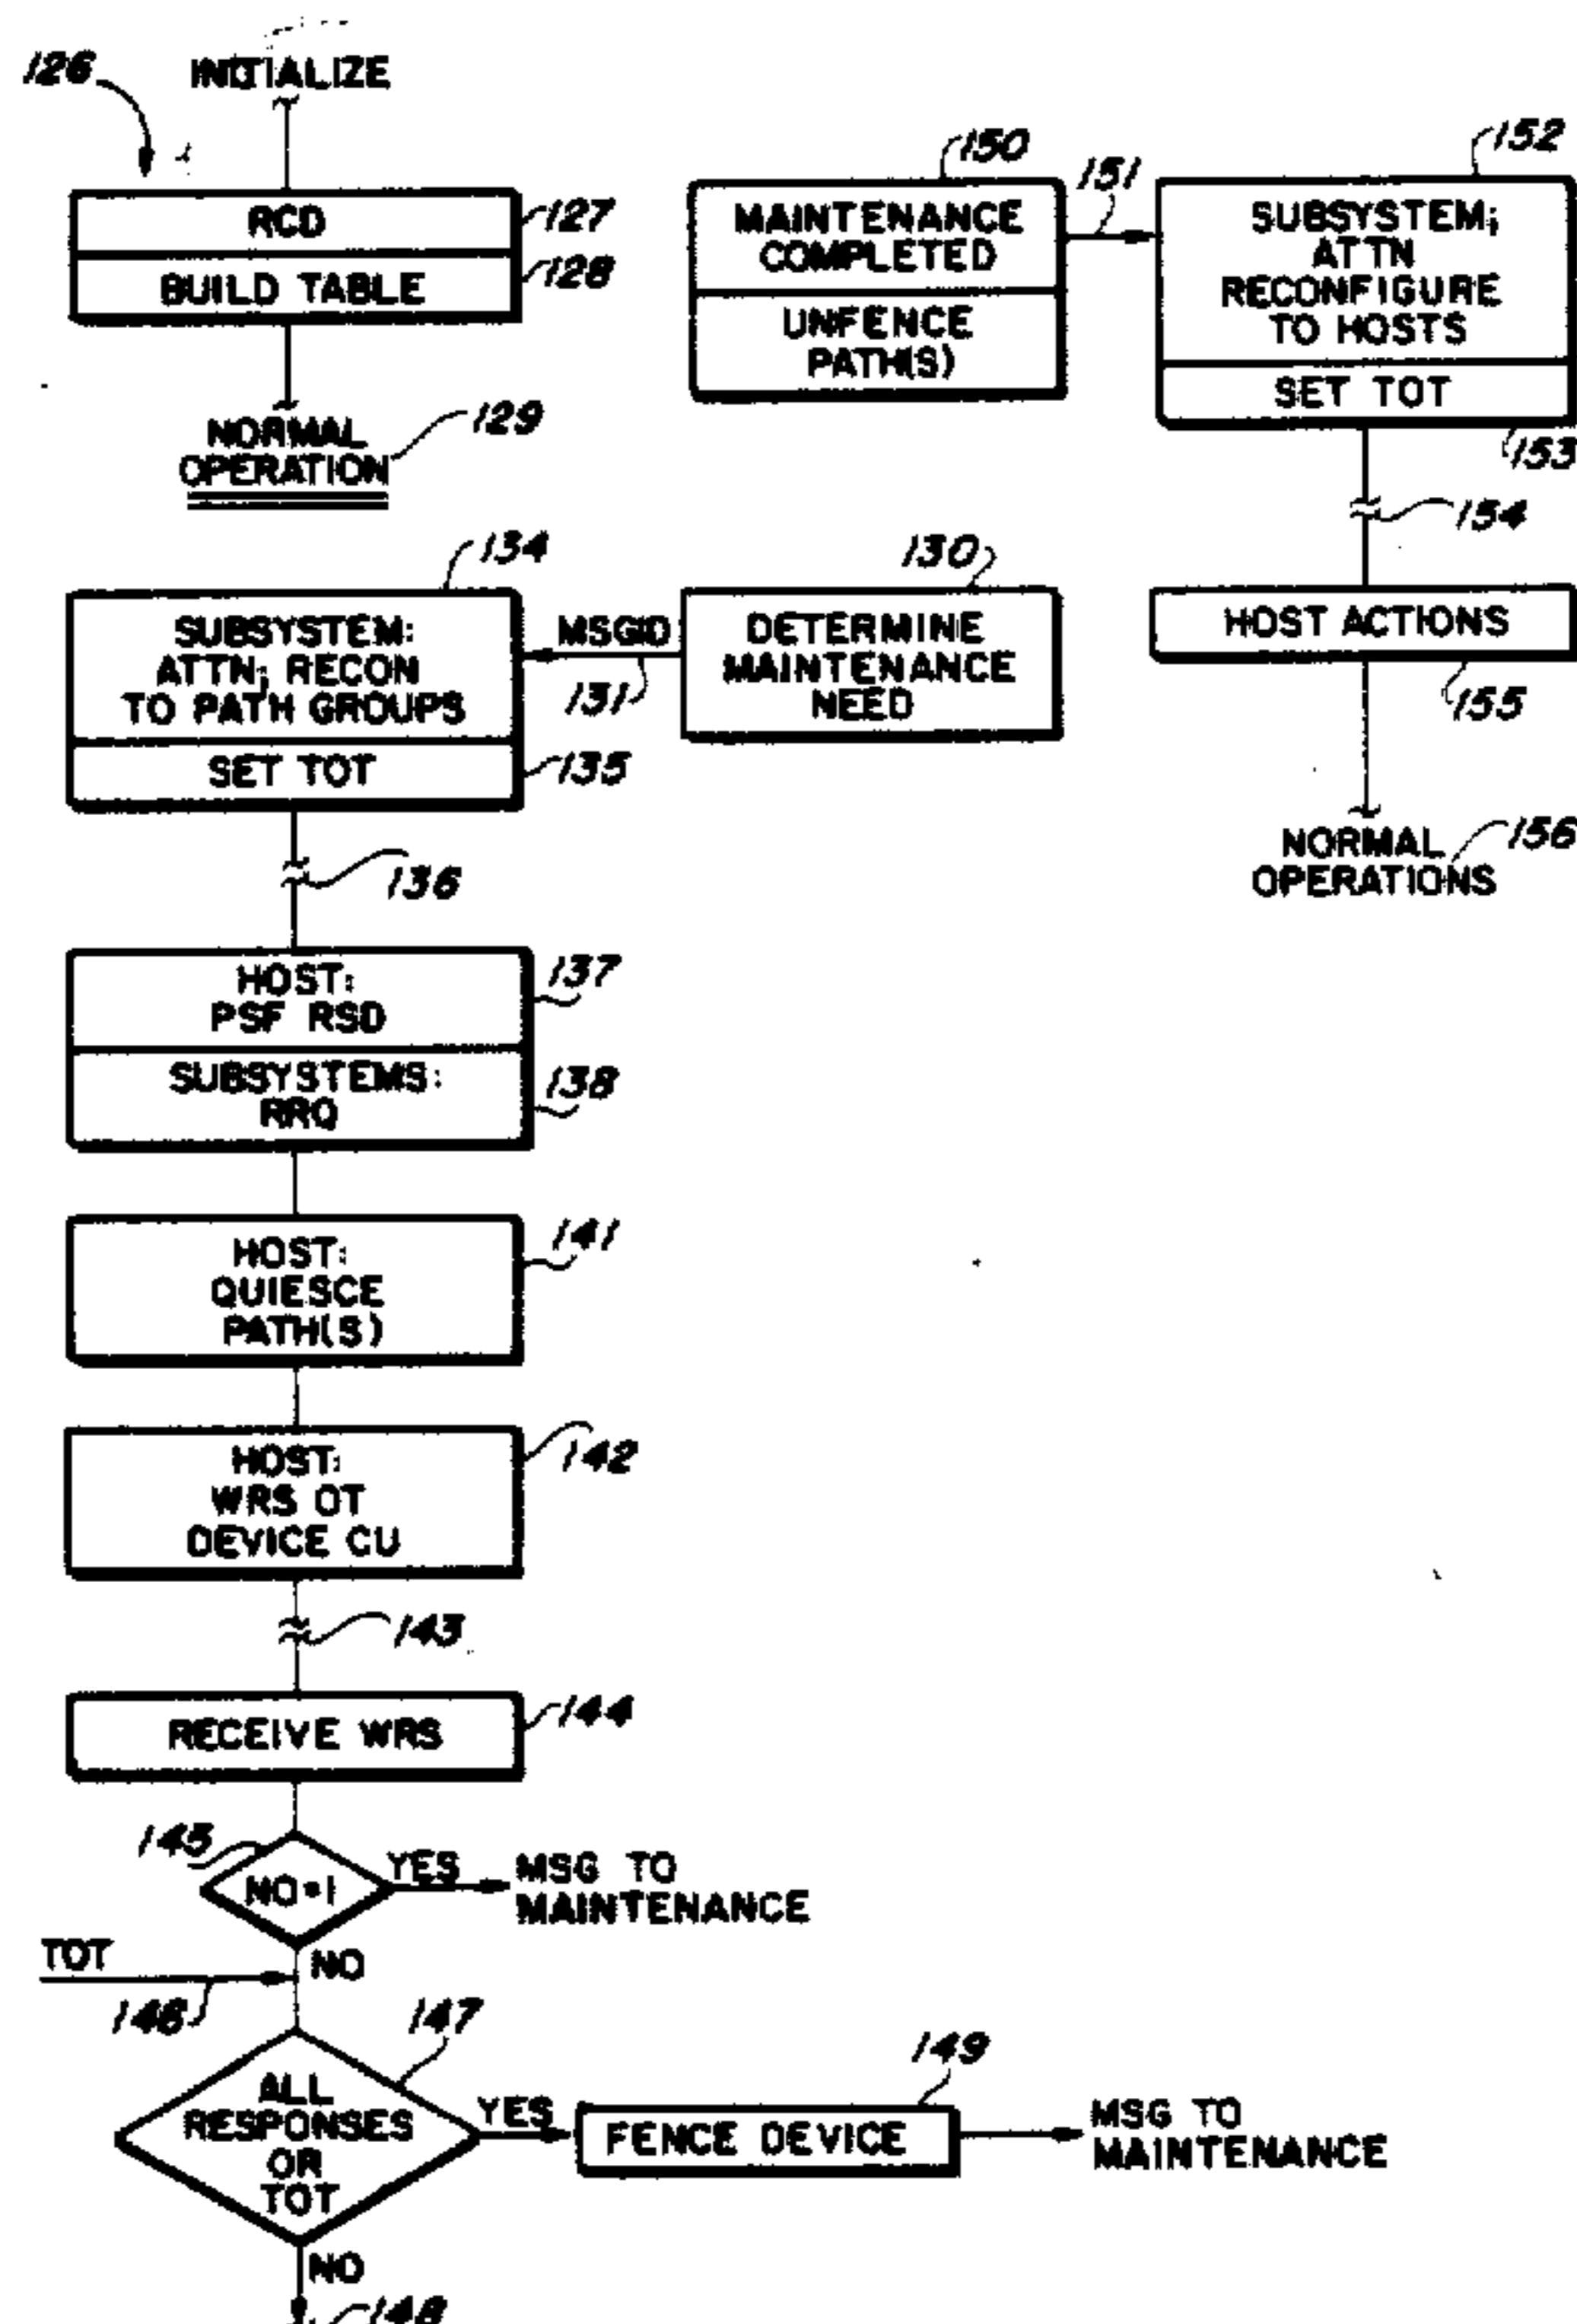 126
INITIALIZE
RCD
127
BUILD TABLE
128
NORMAL
OPERATION
129
150
MAINTENANCE
COMPLETED
UNFENCE
PATH(S)
151
152
SUBSYSTEM;
ATTN
RECONFIGURE
TO HOSTS
SET TOT
153
154
HOST ACTIONS
155
NORMAL
OPERATIONS
156
134
SUBSYSTEM:
ATTN; RECON
TO PATH GROUPS
SET TOT
135
MSGID
131
130
DETERMINE
MAINTENANCE
NEED
136
HOST:
PSF RSD
137
SUBSYSTEMS:
RRQ
138
HOST:
QUIESCE
PATH(S)
141
HOST:
WRS OT
DEVICE CU
142
143
RECEIVE WRS
144
145
NO=1
YES
MSG TO
MAINTENANCE
NO
TOT
146
147
ALL
RESPONSES
OR
TOT
YES
149
FENCE DEVICE
MSG TO
MAINTENANCE
NO
148